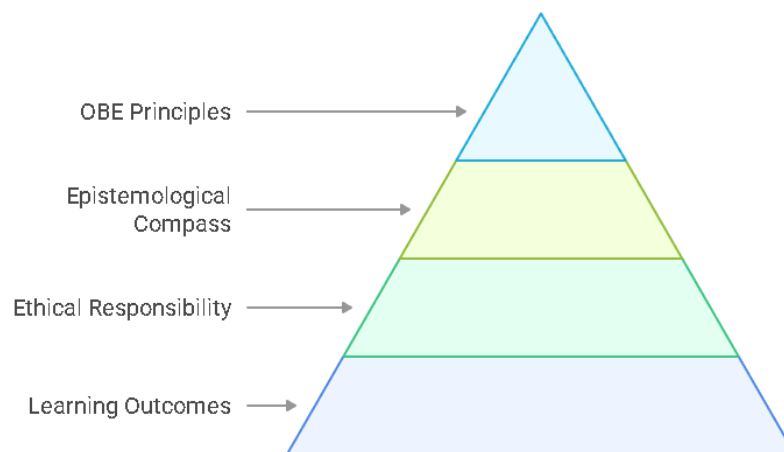 OBE Principles
Epistemological
Compass
Ethical Responsibility
Learning Outcomes